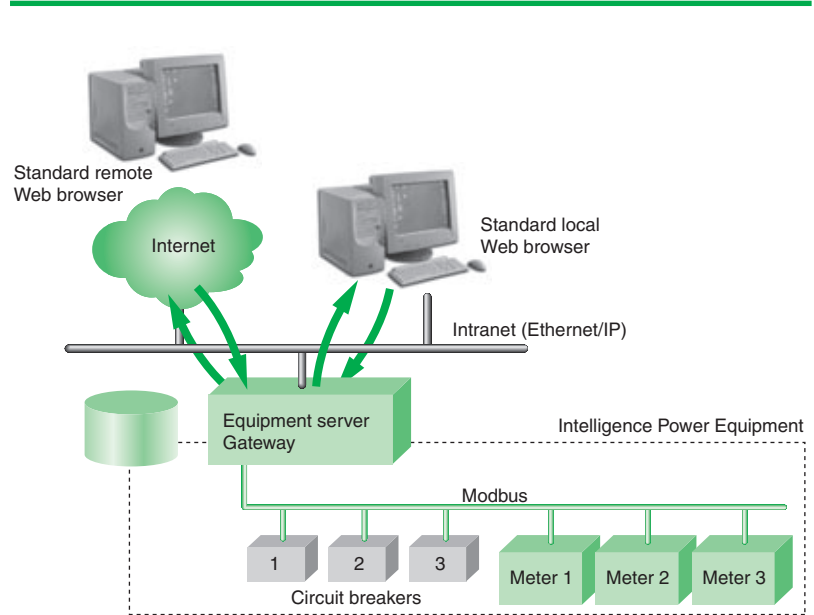 Standard remote
Web browser
Internet
Standard local
Web browser
Intranet (Ethernet/IP)
Equipment server
Gateway
Intelligence Power Equipment
Modbus
1
2
3
Circuit breakers
Meter 1
Meter 2
Meter 3